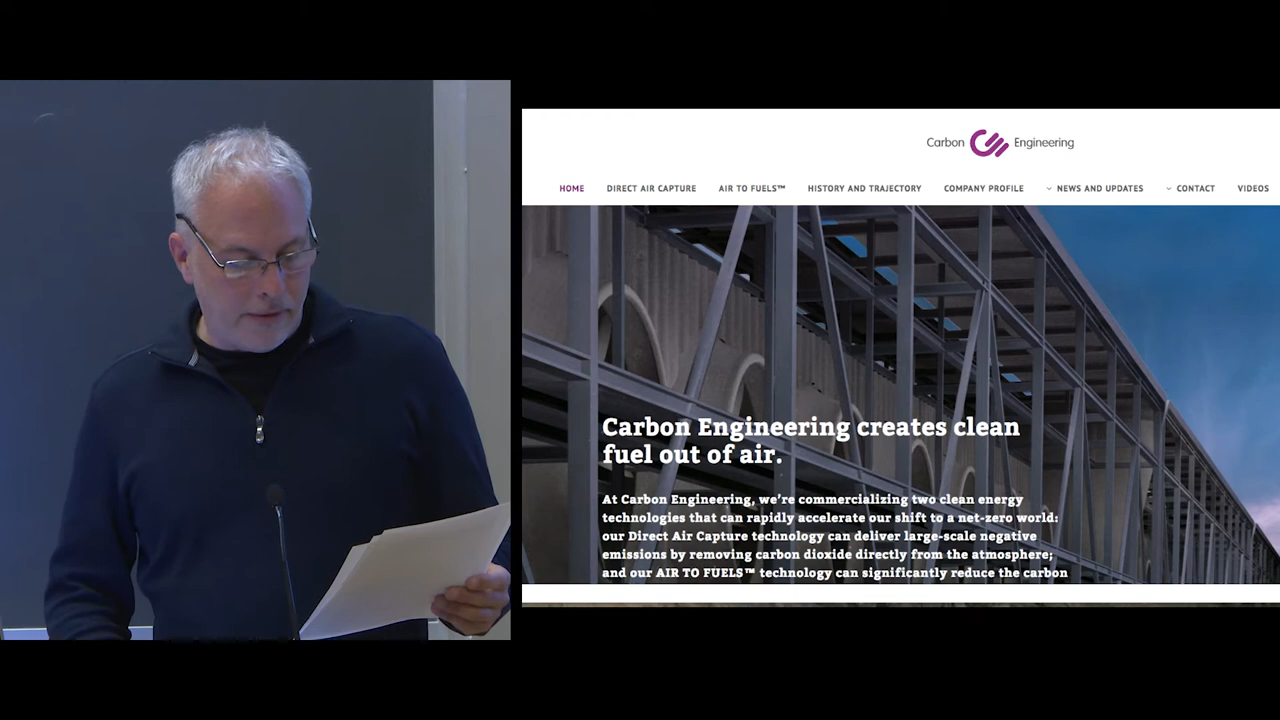 Carbon Engineering
HOME DIRECT AIR CAPTURE AIR TO FUELS™ HISTORY AND TRAJECTORY COMPANY PROFILE NEWS AND UPDATES CONTACT VIDEOS
Carbon Engineering creates clean
fuel out of air.
At Carbon Engineering, we're commercializing two clean energy
technologies that can rapidly accelerate our shift to a net-zero world:
our Direct Air Capture technology can deliver large-scale negative
emissions by removing carbon dioxide directly from the atmosphere;
and our AIR TO FUELS™ technology can significantly reduce the carbon